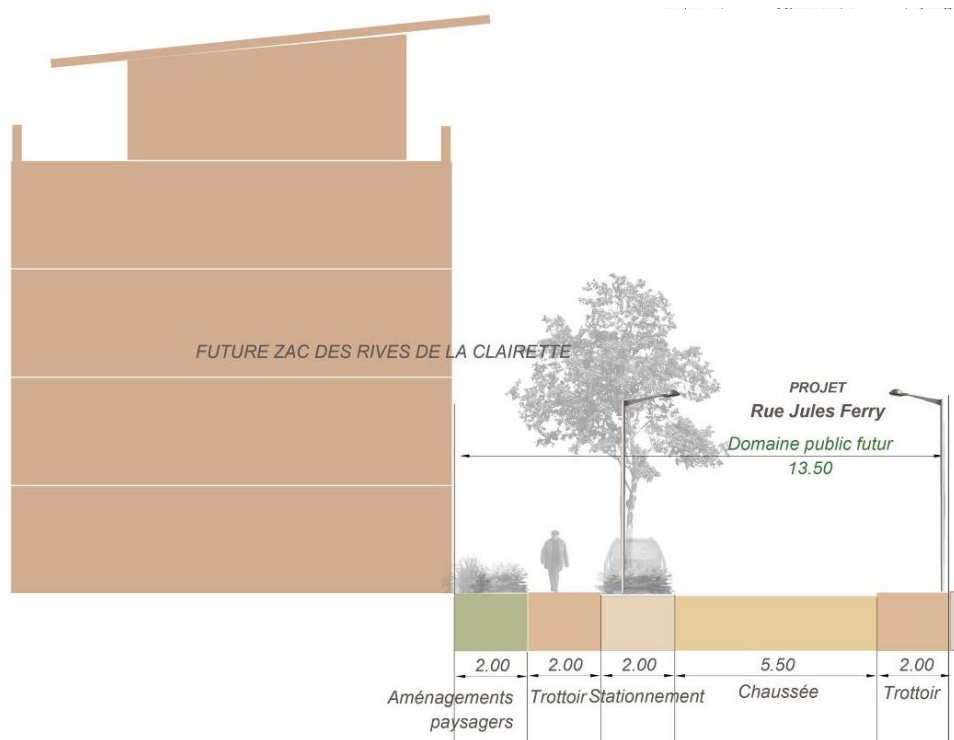 FUTURE ZAC DES RIVES DE LA CLAIRETTE
PROJET
Rue Jules Ferry
Domaine public futur
13.50
2.00 2.00 2.00 5.50 2.00
Aménagements Trottoir Stationnement Chaussée Trottoir
paysagers